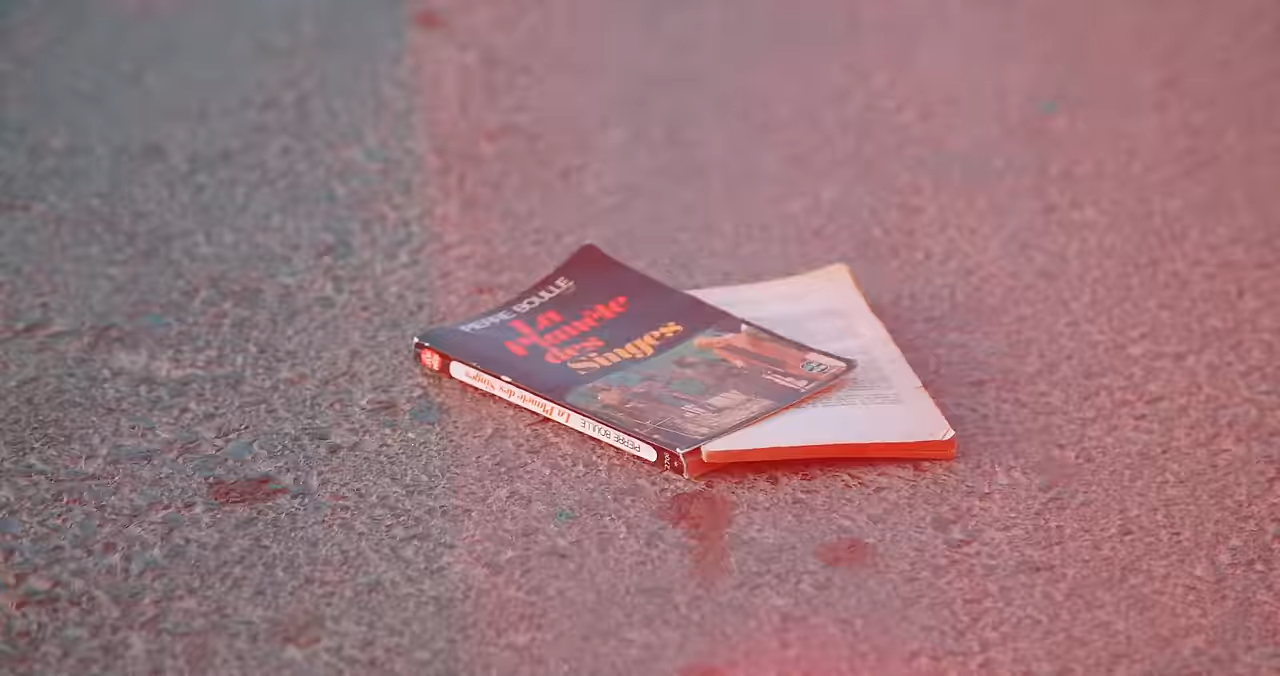 PIERRE BOULLE
La
Planète
des
Singes
La Planète des Singes
PIERRE BOULLE